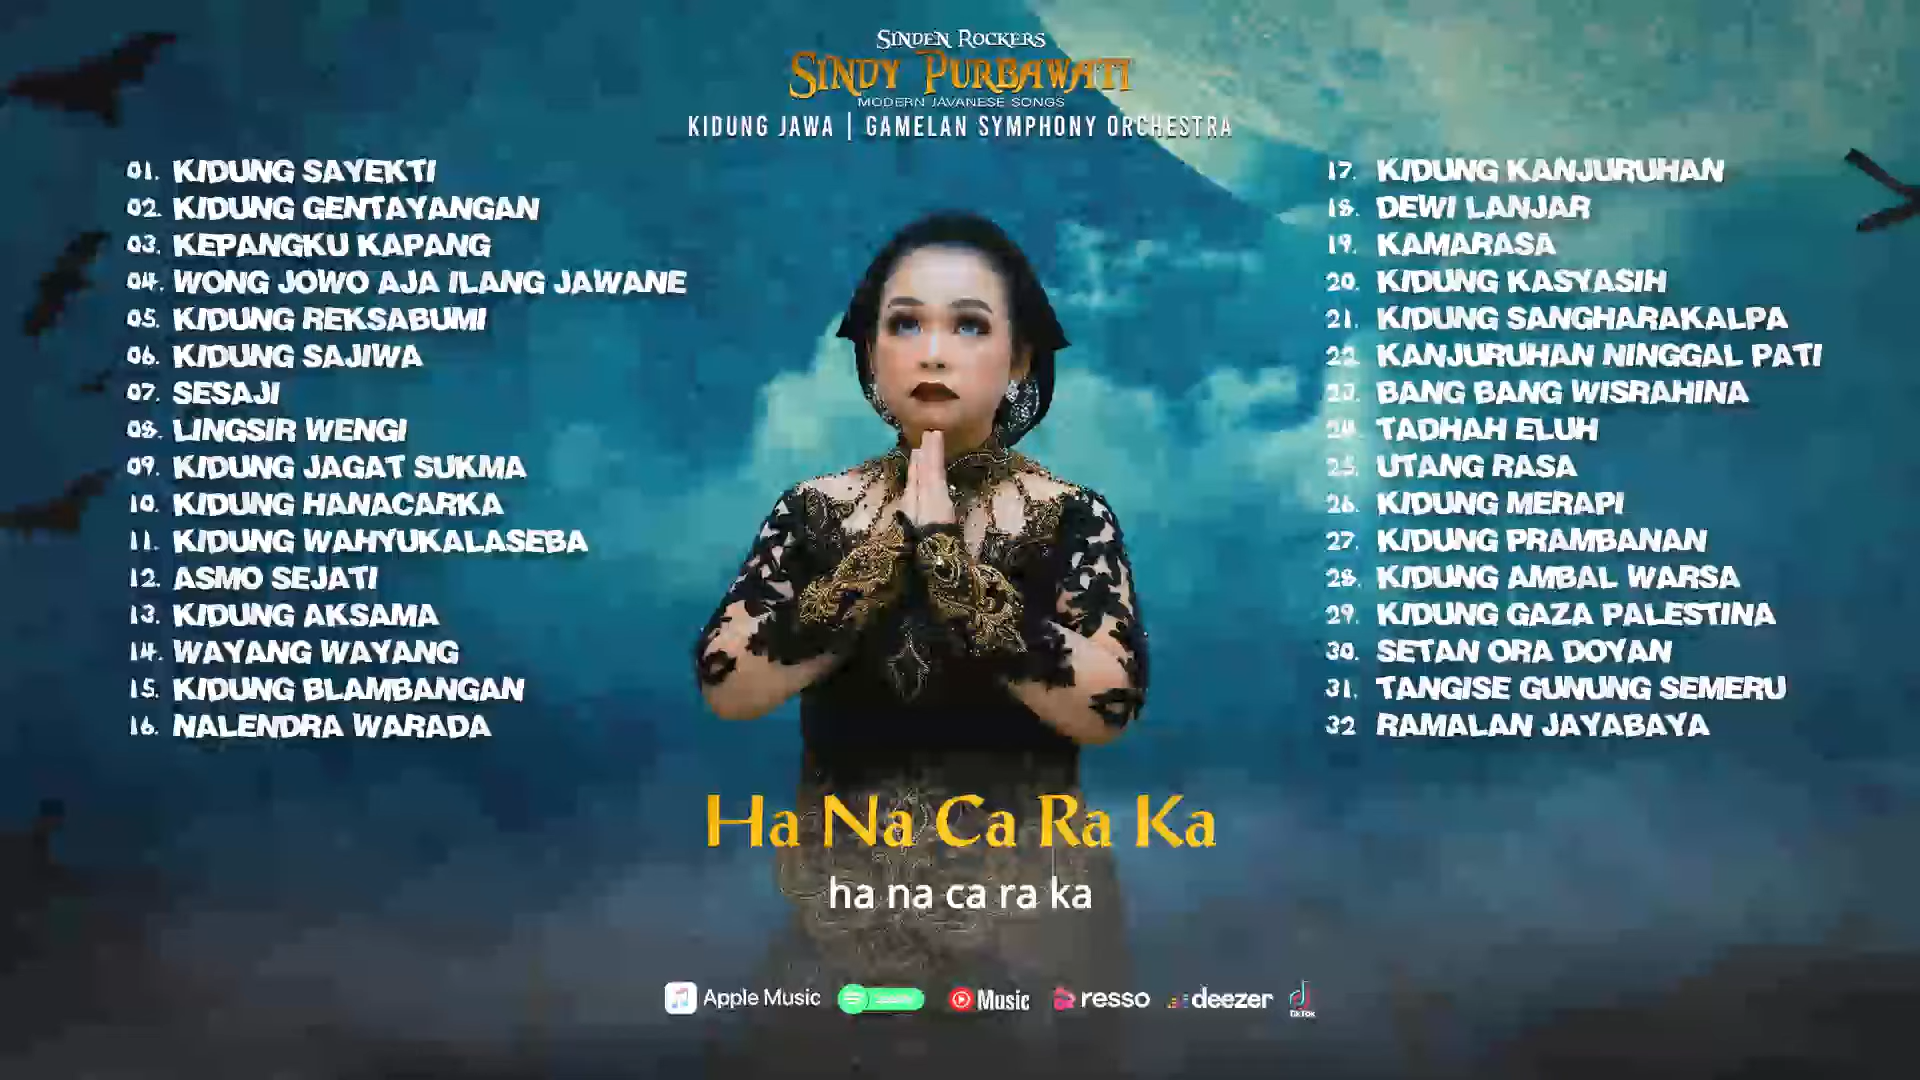 SINDEN ROCKERS
SINDY PURBAWATI
MODERN JAVANESE SONGS
KIDUNG JAWA | GAMELAN SYMPHONY ORCHESTRA
01. KIDUNG SAYEKTI
02. KIDUNG GENTAYANGAN
03. KEPANGKU KAPANG
04. WONG JOWO AJA ILANG JAWANE
05. KIDUNG REKSABUMI
06. KIDUNG SAJIWA
07. SESAJI
08. LINGSIR WENGI
09. KIDUNG JAGAT SUKMA
10. KIDUNG HANACARKA
11. KIDUNG WAHYUKALASEBA
12. ASMO SEJATI
13. KIDUNG AKSAMA
14. WAYANG WAYANG
15. KIDUNG BLAMBANGAN
16. NALENDRA WARADA
17. KIDUNG KANJURUHAN
18. DEWI LANJAR
19. KAMARASA
20. KIDUNG KASYASIH
21. KIDUNG SANGHARAKALPA
22. KANJURUHAN NINGGAL PATI
23. BANG BANG WISRAHINA
24. TADHAH ELUH
25. UTANG RASA
26. KIDUNG MERAPI
27. KIDUNG PRAMBANAN
28. KIDUNG AMBAL WARSA
29. KIDUNG GAZA PALESTINA
30. SETAN ORA DOYAN
31. TANGISE GUNUNG SEMERU
32 RAMALAN JAYABAYA
Ha Na Ca Ra Ka
ha na ca ra ka
Apple Music Music resso deezer TikTok